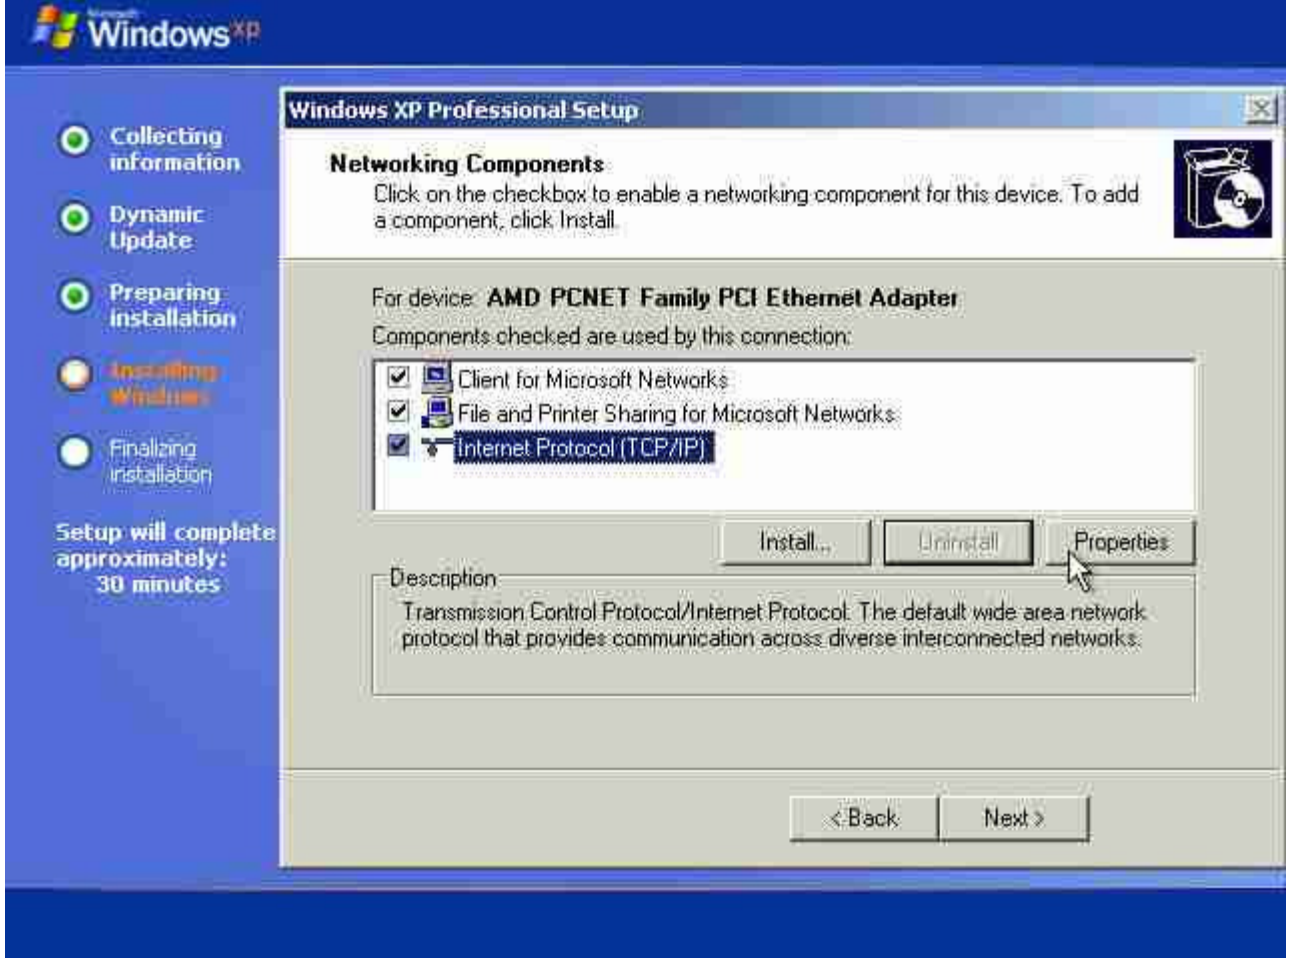 Microsoft
Windows xp
Collecting
information
Dynamic
Update
Preparing
installation
Installing
Windows
Finalizing
installation
Setup will complete
approximately:
30 minutes
Windows XP Professional Setup
Networking Components
Click on the checkbox to enable a networking component for this device. To add
a component, click Install.
For device: AMD PCNET Family PCI Ethernet Adapter
Components checked are used by this connection:
Client for Microsoft Networks
File and Printer Sharing for Microsoft Networks
Internet Protocol (TCP/IP)
Install...
Uninstall
Properties
Description
Transmission Control Protocol/Internet Protocol. The default wide area network
protocol that provides communication across diverse interconnected networks.
< Back
Next >